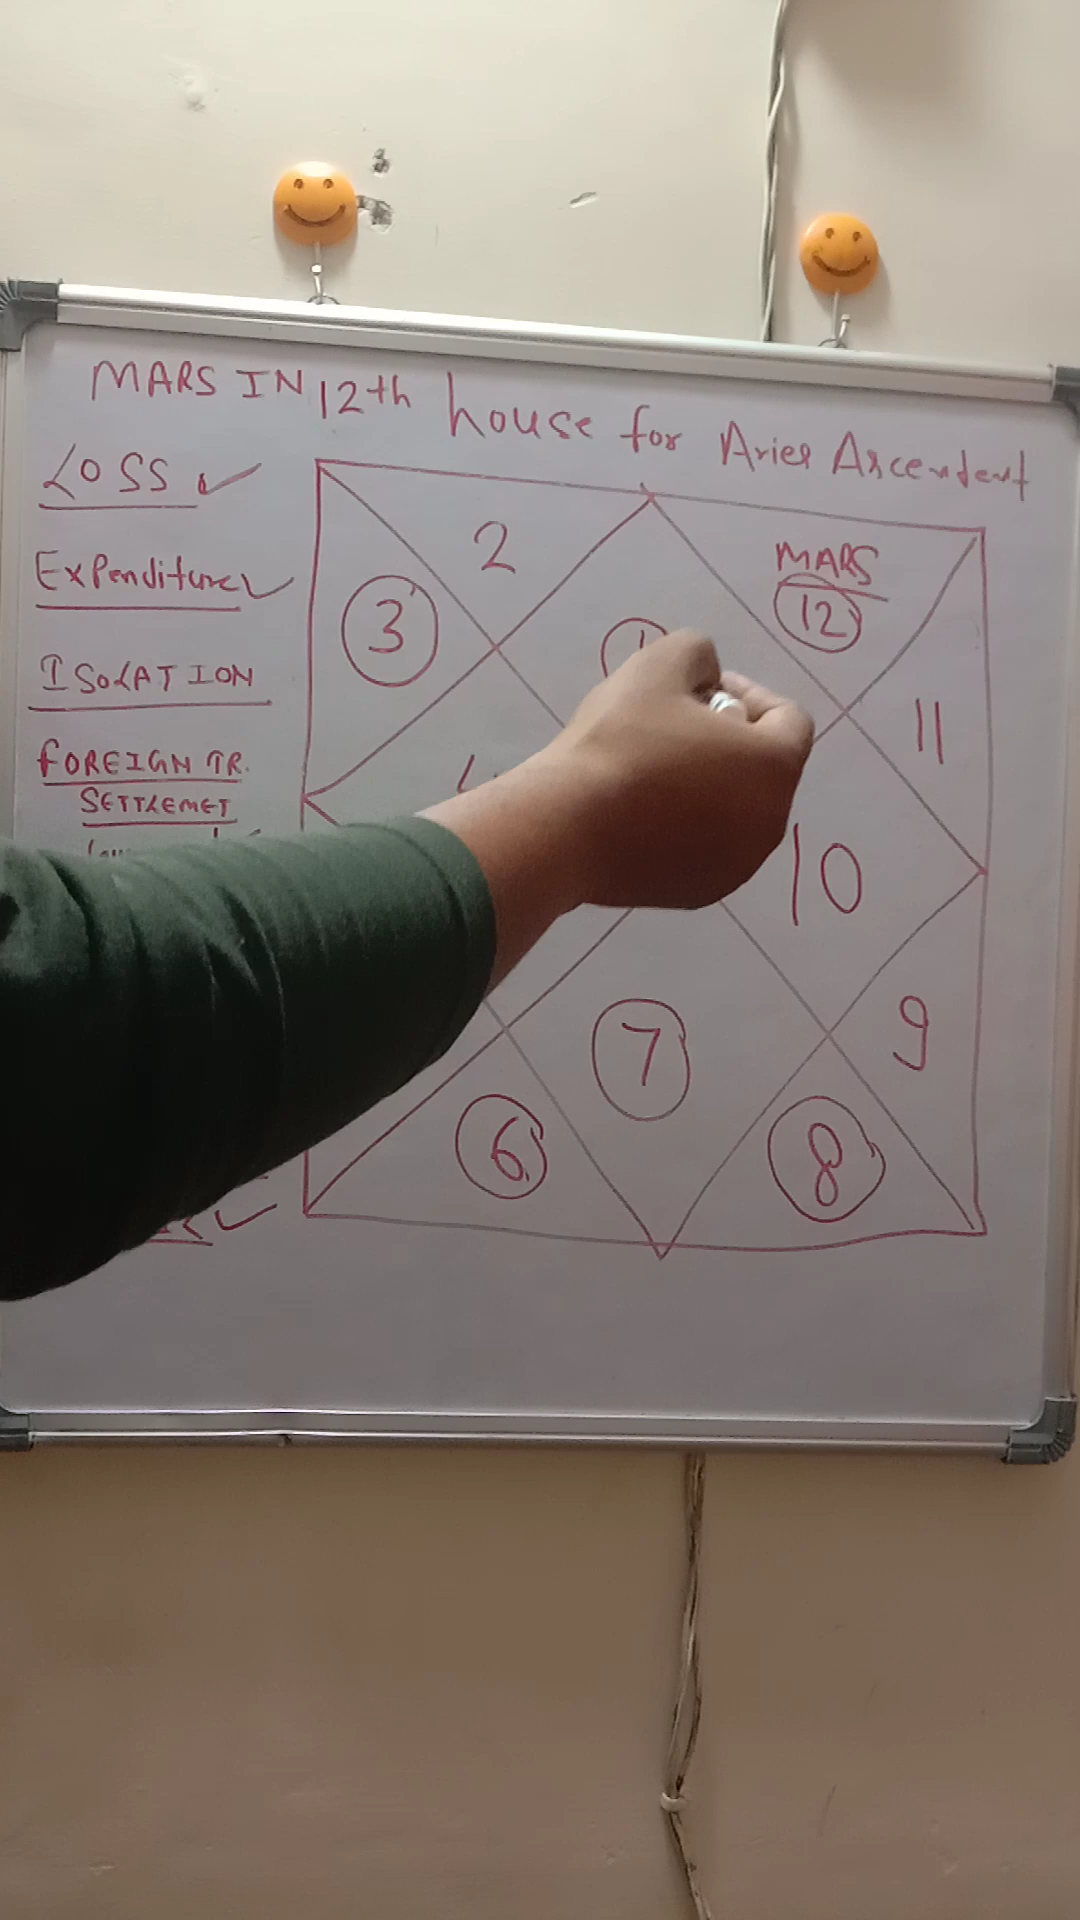 MARS IN 12th house for Aries Ascendent
LOSS
Expenditure
ISOLATION
FOREIGN TR.
SETTLEMET
2
MARS
12
3
1
11
10
9
7
6
8